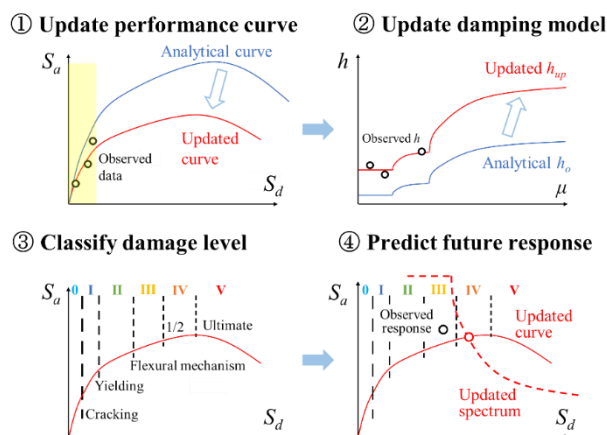 ① Update performance curve
Sa
Analytical curve
Observed
data
Updated
curve
Sd
② Update damping model
h
Updated hup
Observed h
Analytical ho
μ
③ Classify damage level
Sa
0 I II III IV V
1/2
Ultimate
Flexural mechanism
Yielding
Cracking
Sd
④ Predict future response
Sa
0 I II III IV V
Observed
response
Updated
curve
Updated
spectrum
Sd